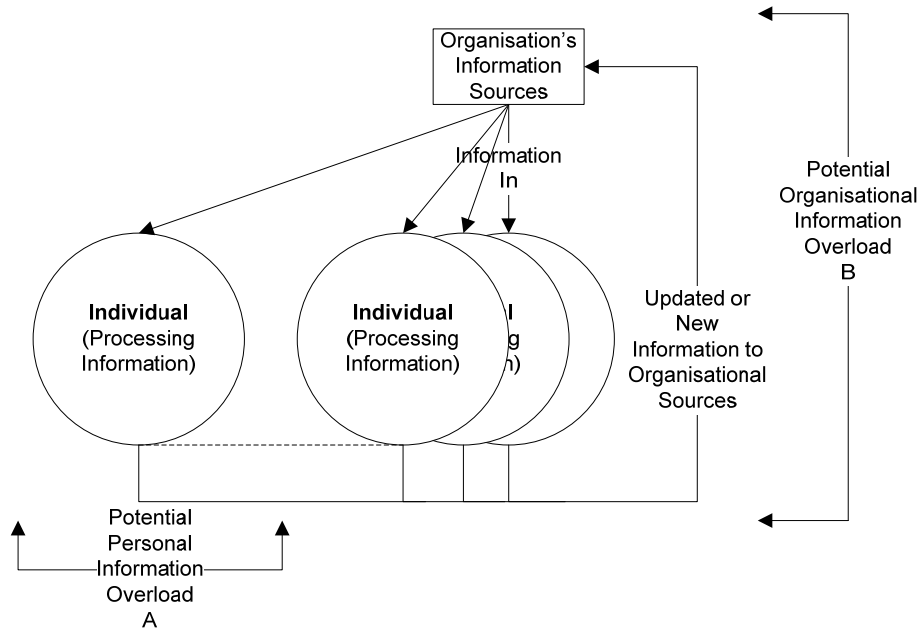 Organisation's
Information
Sources
Information
In
Potential
Organisational
Information
Overload
B
Individual
(Processing
Information)
Individual
(Processing
Information)
l
g
n)
Updated or
New
Information to
Organisational
Sources
Potential
Personal
Information
Overload
A